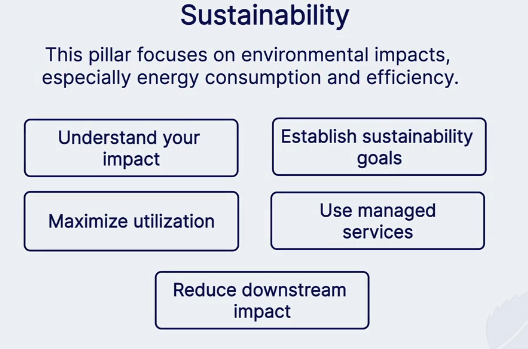 Sustainability
This pillar focuses on environmental impacts,
especially energy consumption and efficiency.
Understand your
impact
Establish sustainability
goals
Maximize utilization
Use managed
services
Reduce downstream
impact